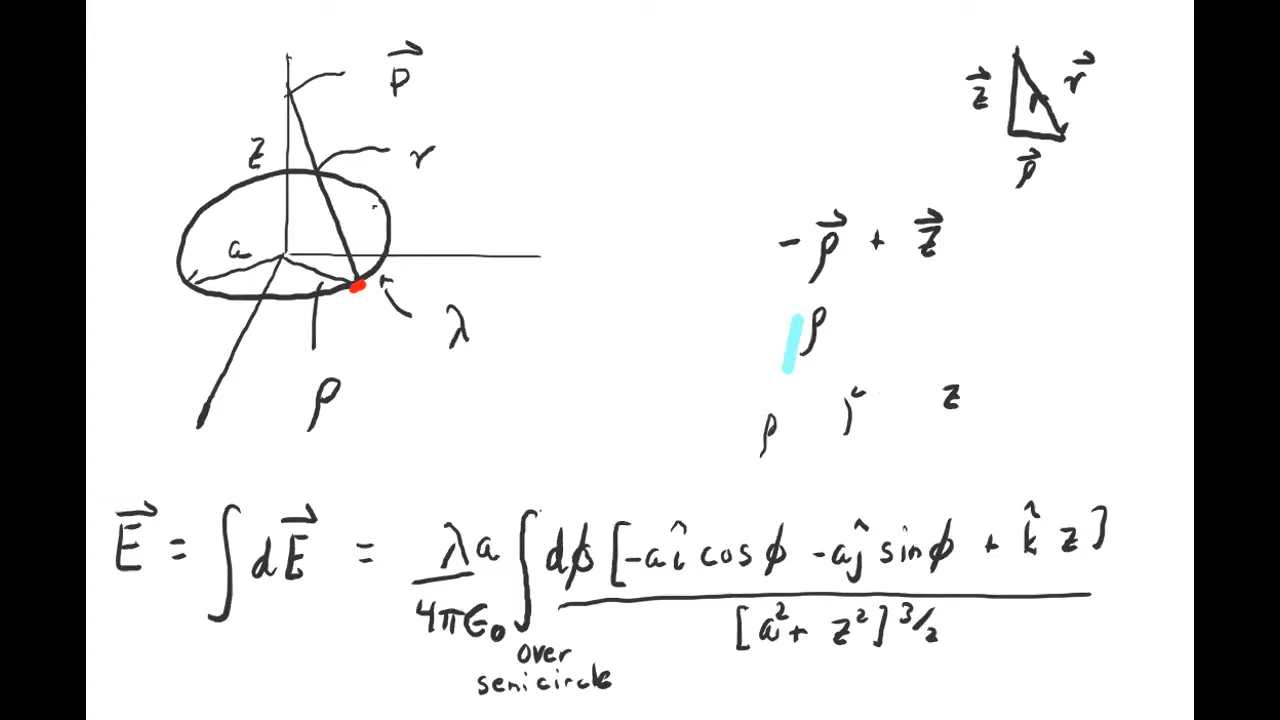 P⃗
z⃗ r⃗
z r
ρ⃗
a
- ρ⃗ + z⃗
λ
ρ
ρ
z
ρ
E⃗ = ∫ dE⃗ = λa/4πϵ₀ ∫ dϕ [-a î cos ϕ - a ĵ sin ϕ + k̂ z] / [a² + z²]^3/2
over
semicircle